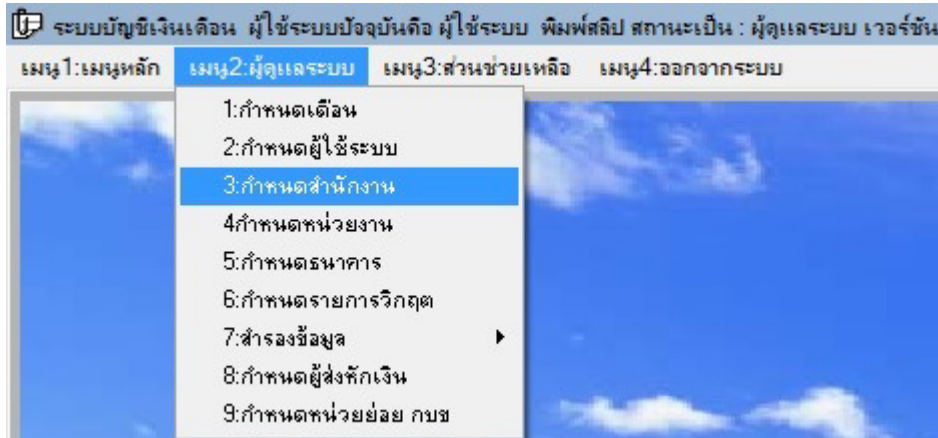 ระบบบัญชีเงินเดือน ผู้ใช้ระบบปัจจุบันคือ ผู้ใช้ระบบ พิมพ์สลิป สถานะเป็น : ผู้ดูแลระบบ เวอร์ชัน
เมนู1:เมนูหลัก เมนู2:ผู้ดูแลระบบ เมนู3:ส่วนช่วยเหลือ เมนู4:ออกจากระบบ
1:กำหนดเดือน
2:กำหนดผู้ใช้ระบบ
3:กำหนดสำนักงาน
4กำหนดหน่วยงาน
5:กำหนดธนาคาร
6:กำหนดรายการวิกฤต
7:สำรองข้อมูล
8:กำหนดผู้ส่งหักเงิน
9:กำหนดหน่วยย่อย กบข